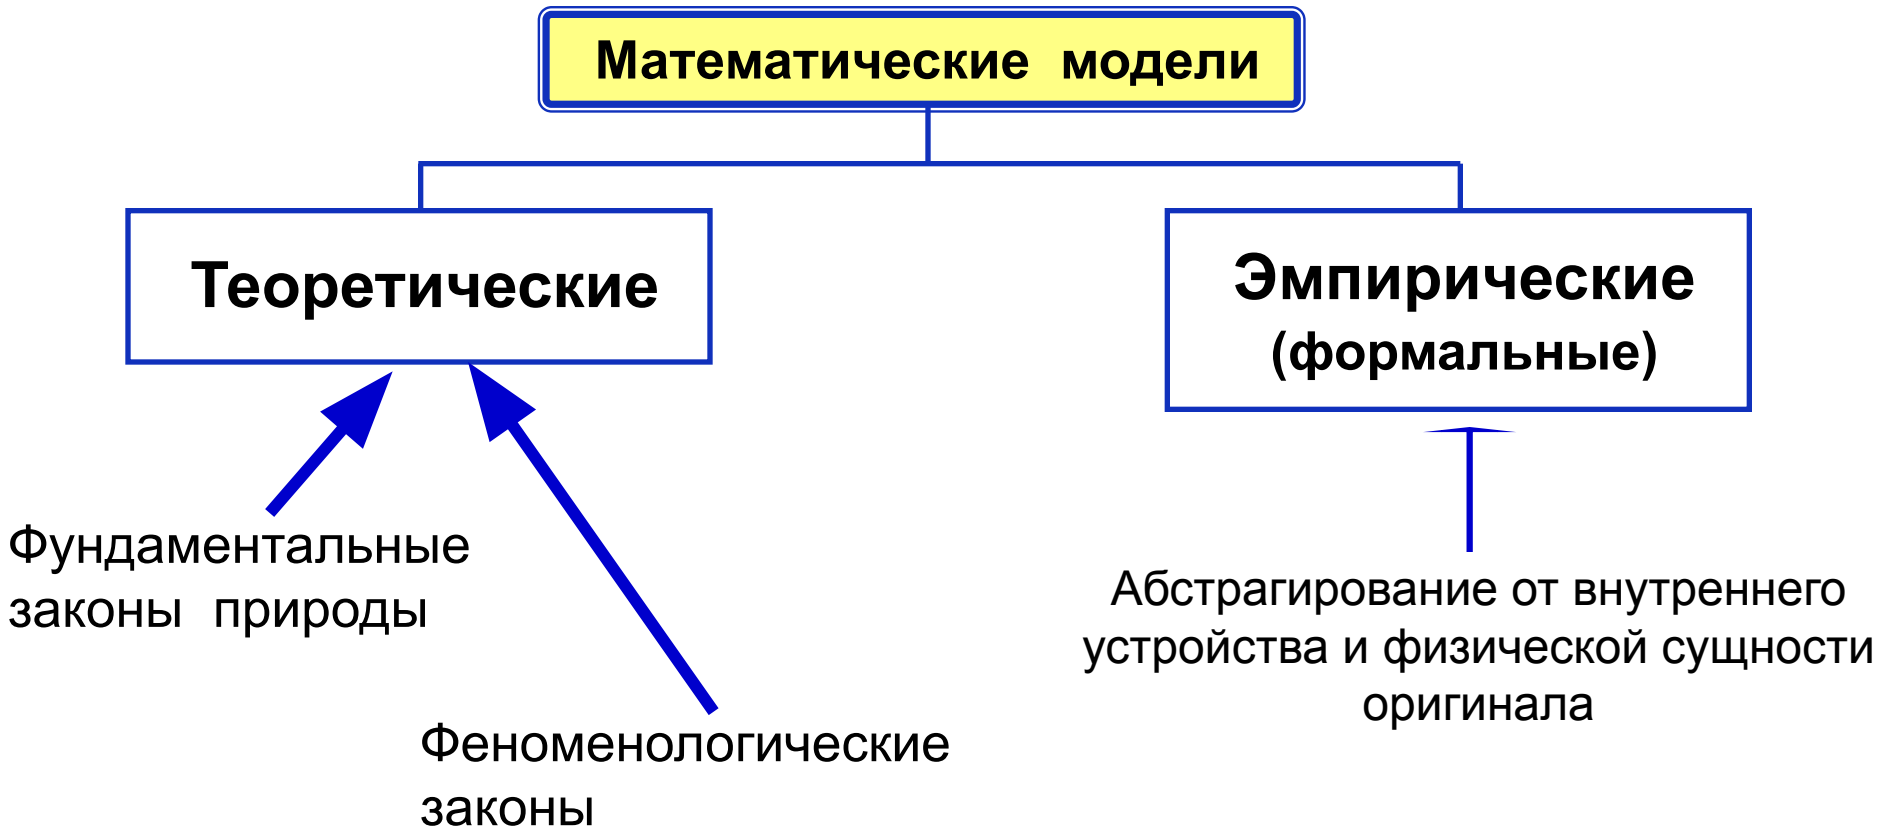 Математические модели
Теоретические
Эмпирические
(формальные)
Фундаментальные
законы природы
Феноменологические
законы
Абстрагирование от внутреннего
устройства и физической сущности
оригинала